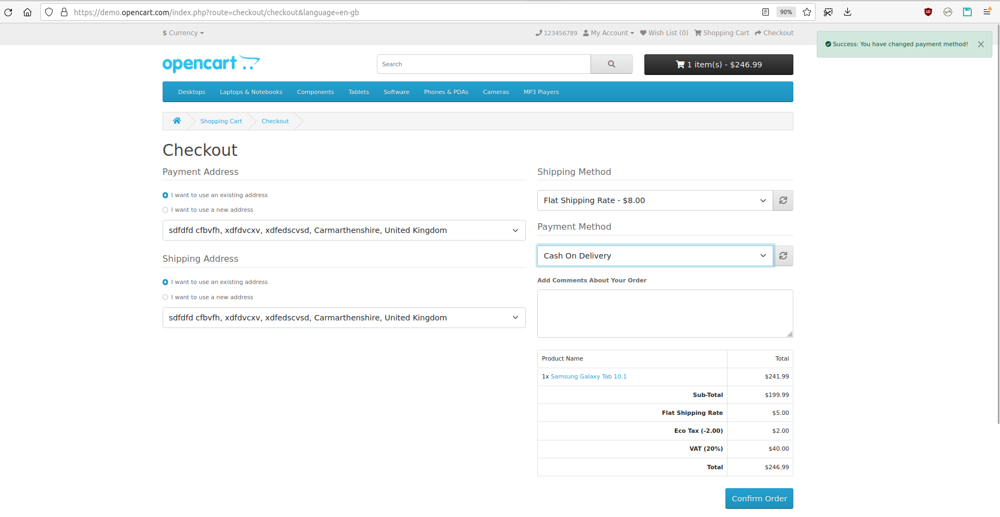 https://demo.opencart.com/index.php?route=checkout/checkout&language=en-gb
90%
$ Currency
123456789 My Account Wish List (0) Shopping Cart Checkout
Success: You have changed payment method!
opencart
Search
1 item(s) - $246.99
Desktops Laptops & Notebooks Components Tablets Software Phones & PDAs Cameras MP3 Players
Shopping Cart Checkout
Checkout
Payment Address
I want to use an existing address
I want to use a new address
sdfdfd cfbvfh, xdfdvcxv, xdfedscvsd, Carmarthenshire, United Kingdom
Shipping Address
I want to use an existing address
I want to use a new address
sdfdfd cfbvfh, xdfdvcxv, xdfedscvsd, Carmarthenshire, United Kingdom
Shipping Method
Flat Shipping Rate - $8.00
Payment Method
Cash On Delivery
Add Comments About Your Order
Product Name Total
1x Samsung Galaxy Tab 10.1 $241.99
Sub-Total $199.99
Flat Shipping Rate $5.00
Eco Tax (-2.00) $2.00
VAT (20%) $40.00
Total $246.99
Confirm Order